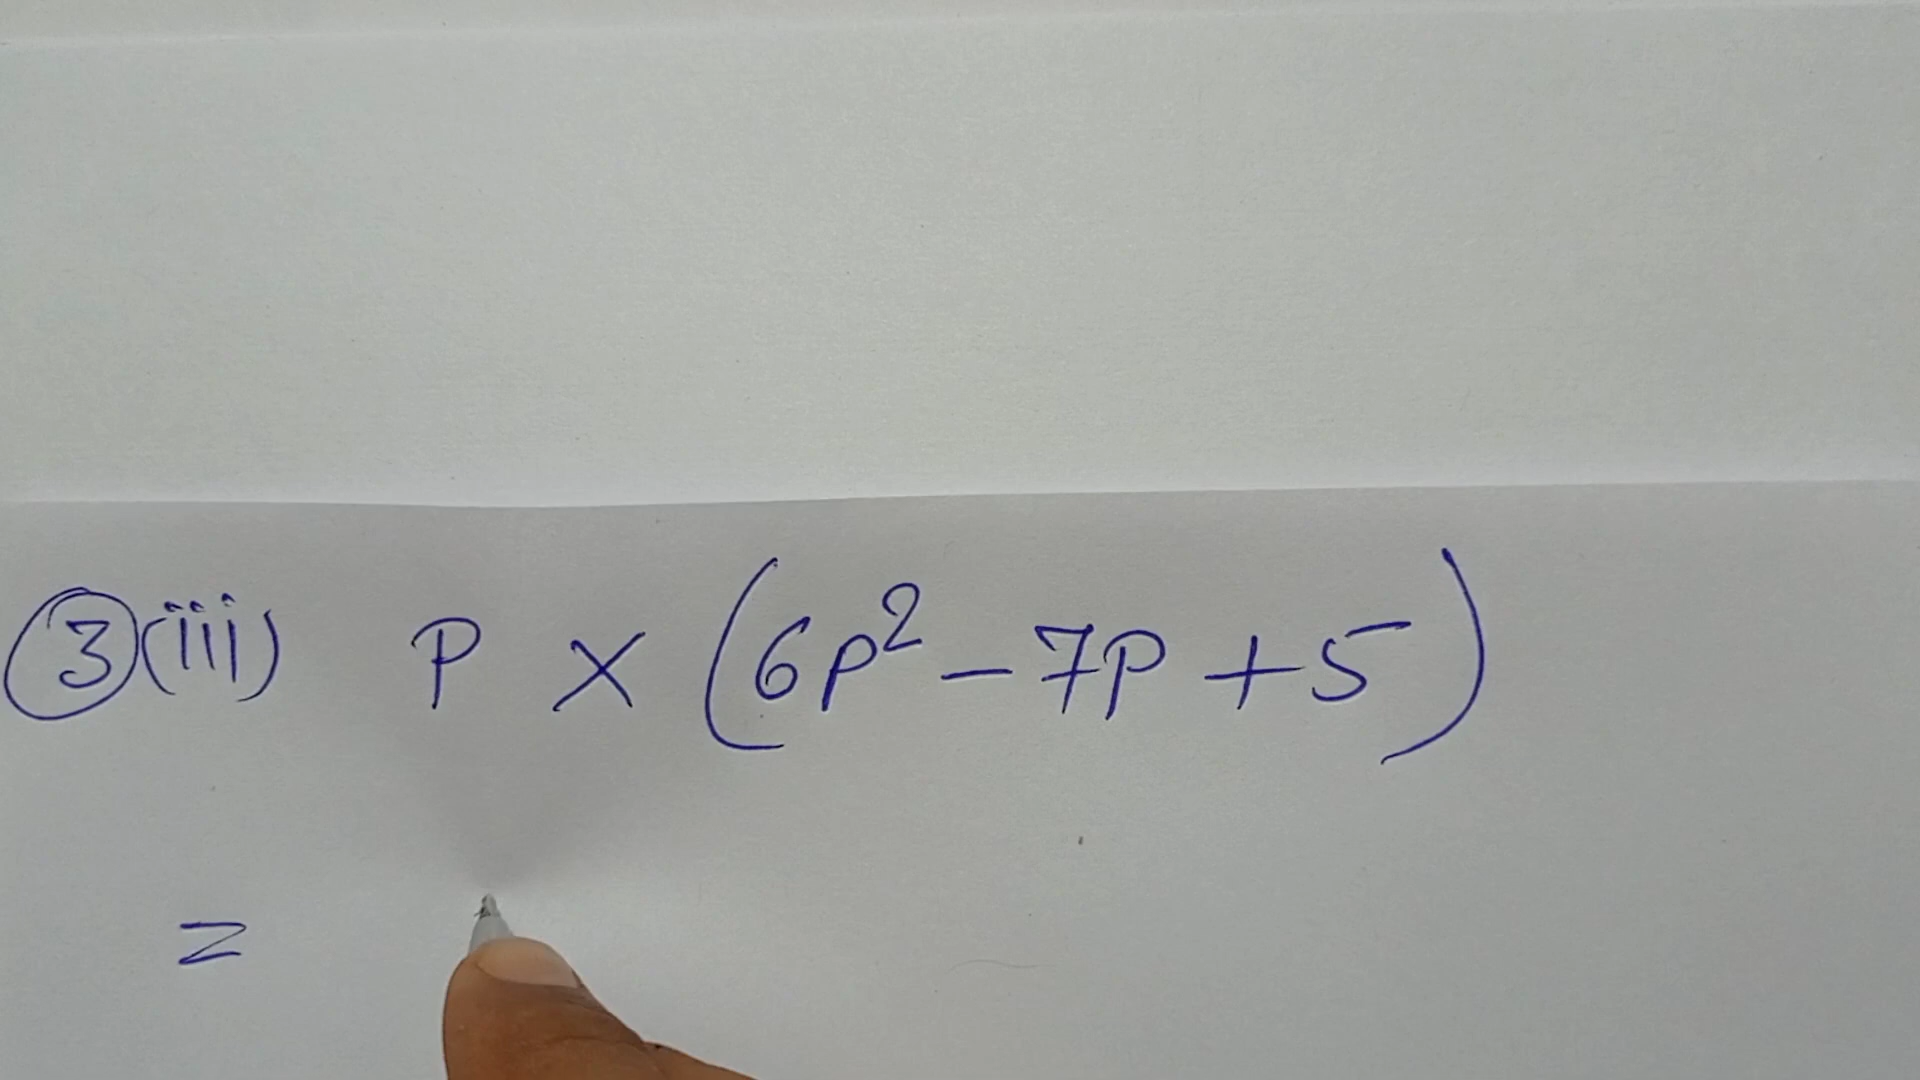 ③(iii) P × (6p² - 7p + 5)
=